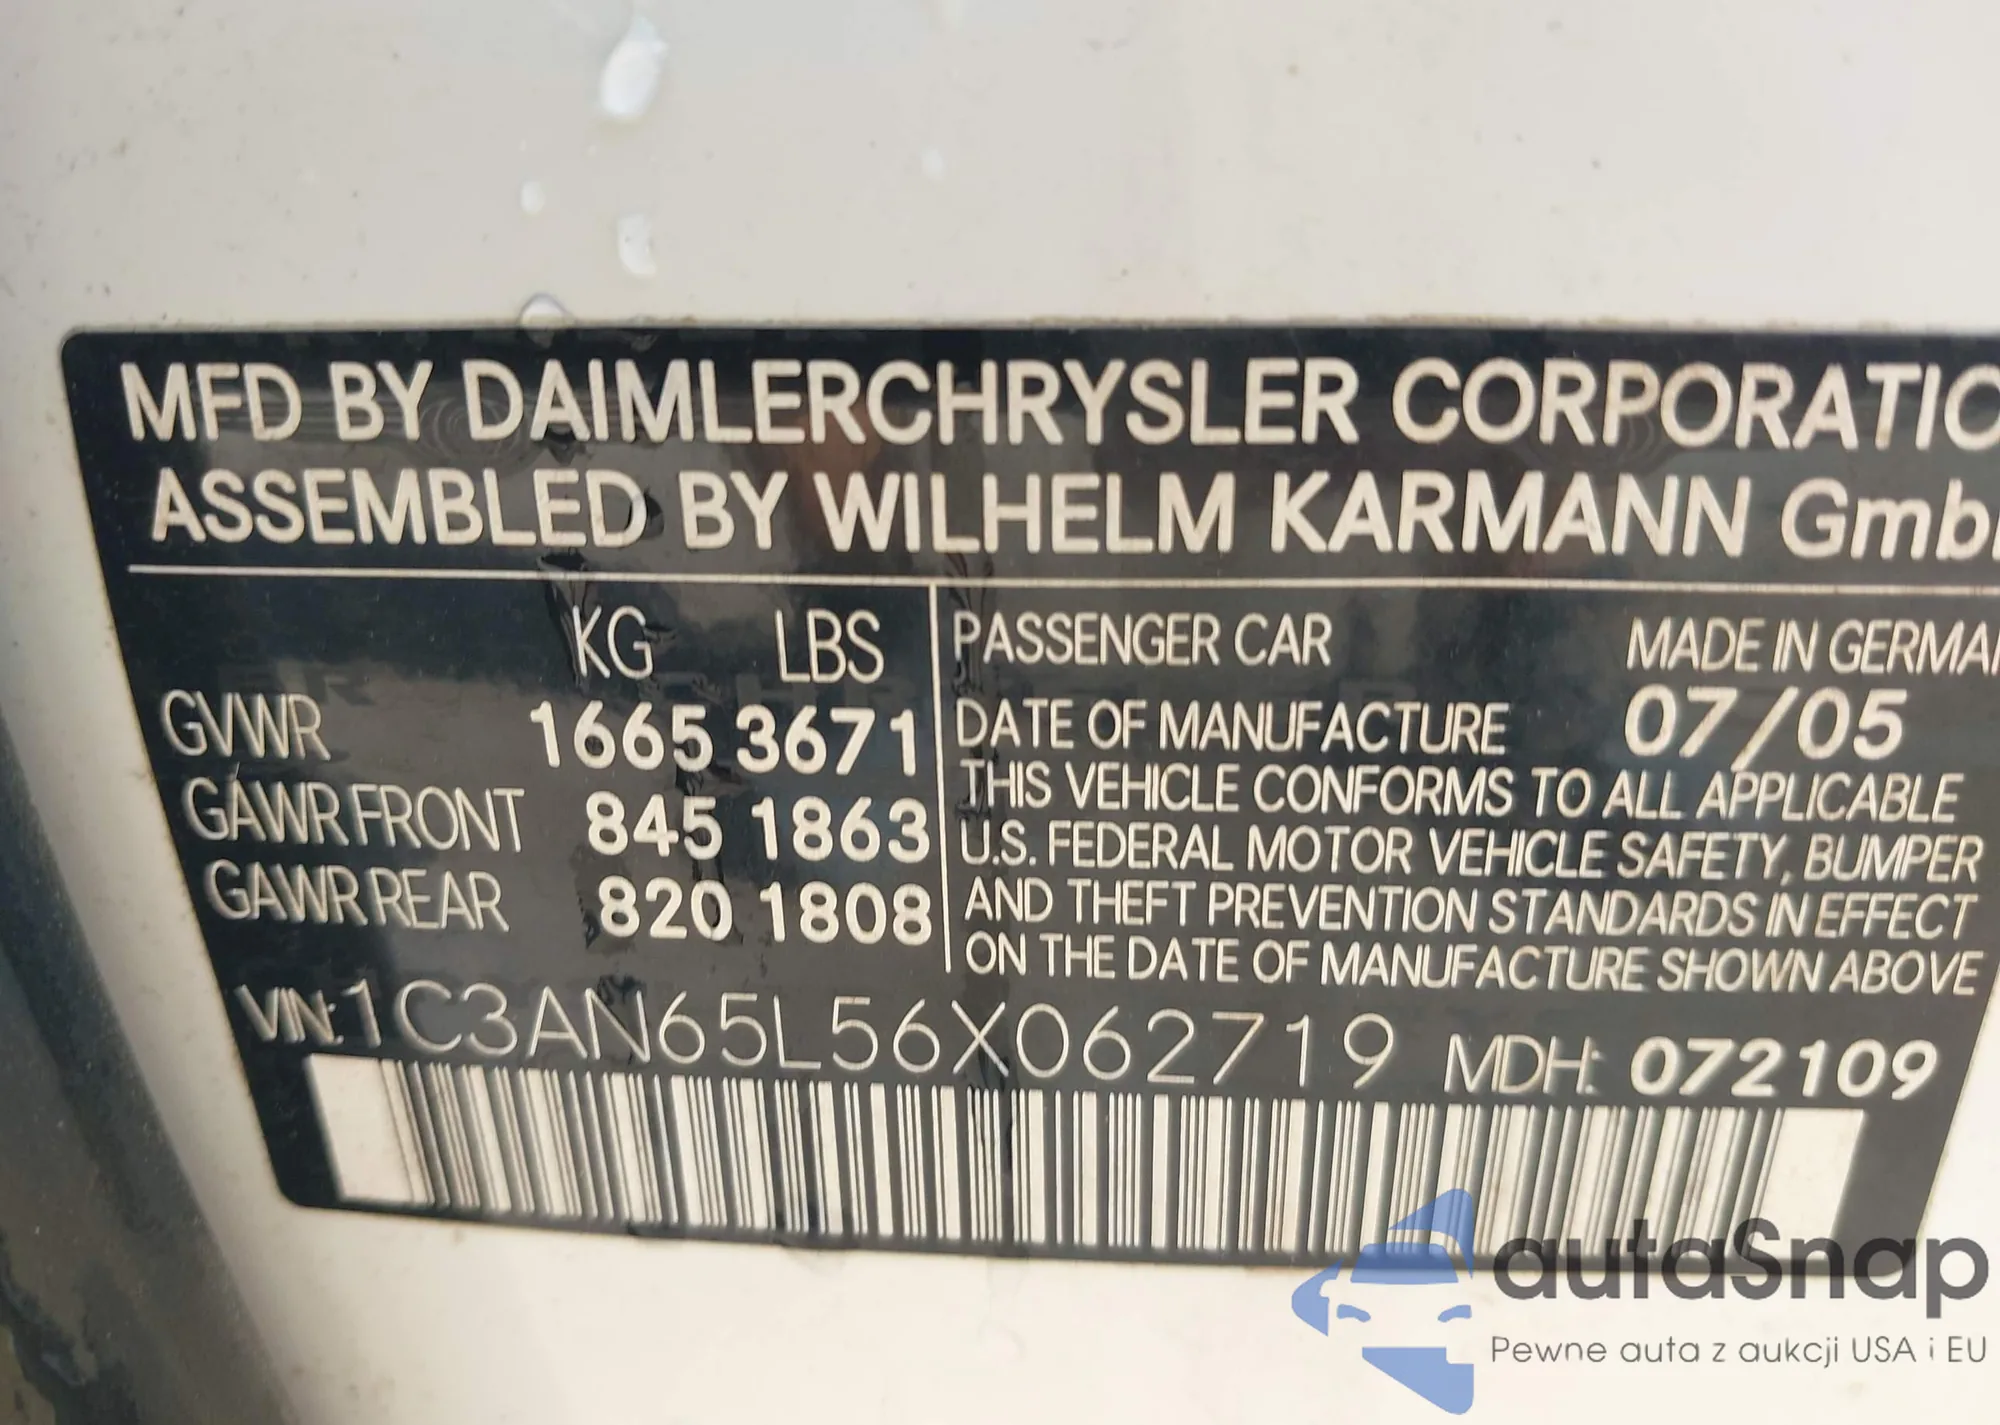 MFD BY DAIMLERCHRYSLER CORPORATIO
ASSEMBLED BY WILHELM KARMANN Gmb
KG LBS
GVWR 1665 3671
GAWR FRONT 845 1863
GAWR REAR 820 1808
PASSENGER CAR MADE IN GERMAN
DATE OF MANUFACTURE 07/05
THIS VEHICLE CONFORMS TO ALL APPLICABLE
U.S. FEDERAL MOTOR VEHICLE SAFETY, BUMPER
AND THEFT PREVENTION STANDARDS IN EFFECT
ON THE DATE OF MANUFACTURE SHOWN ABOVE
VIN: 1C3AN65L56X062719 MDH: 072109
autaSnap
Pewne auta z aukcji USA i EU